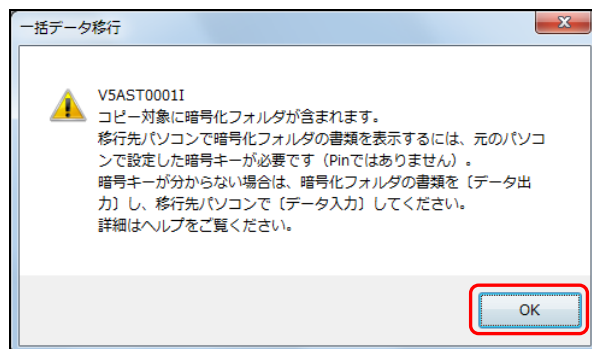 一括データ移行
V5AST0001I
コピー対象に暗号化フォルダが含まれます。
移行先パソコンで暗号化フォルダの書類を表示するには、元のパソコ
ンで設定した暗号キーが必要です（Pinではありません）。
暗号キーが分からない場合は、暗号化フォルダの書類を〔データ出
力〕し、移行先パソコンで〔データ入力〕してください。
詳細はヘルプをご覧ください。
OK